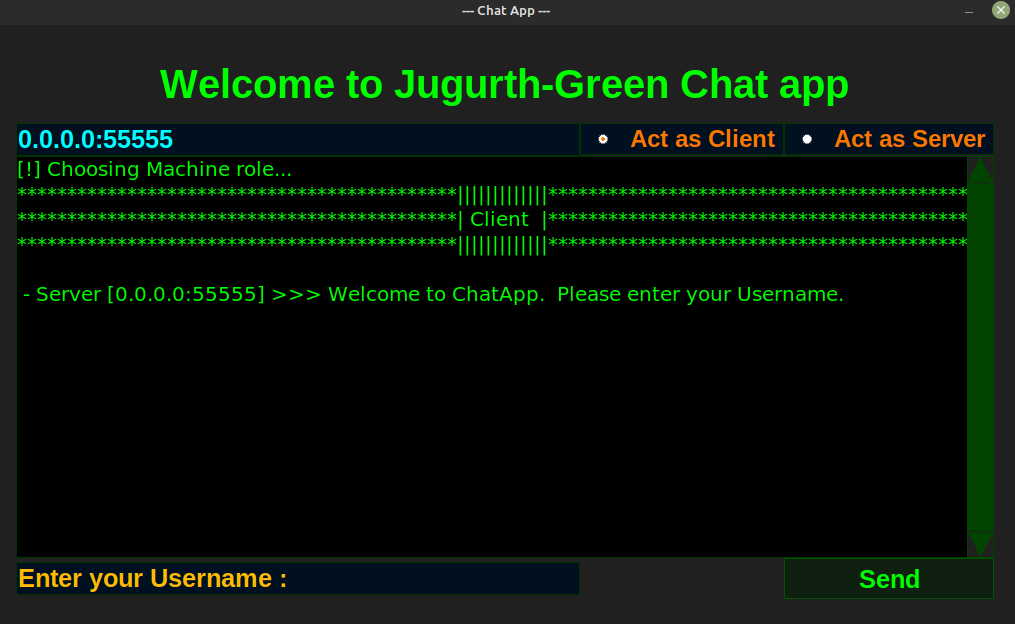 --- Chat App ---
Welcome to Jugurth-Green Chat app
0.0.0.0:55555 Act as Client Act as Server
[!] Choosing Machine role...
********************************************|||||||||||||******************************************
********************************************| Client |******************************************
********************************************|||||||||||||******************************************
- Server [0.0.0.0:55555] >>> Welcome to ChatApp.  Please enter your Username.
Enter your Username : Send